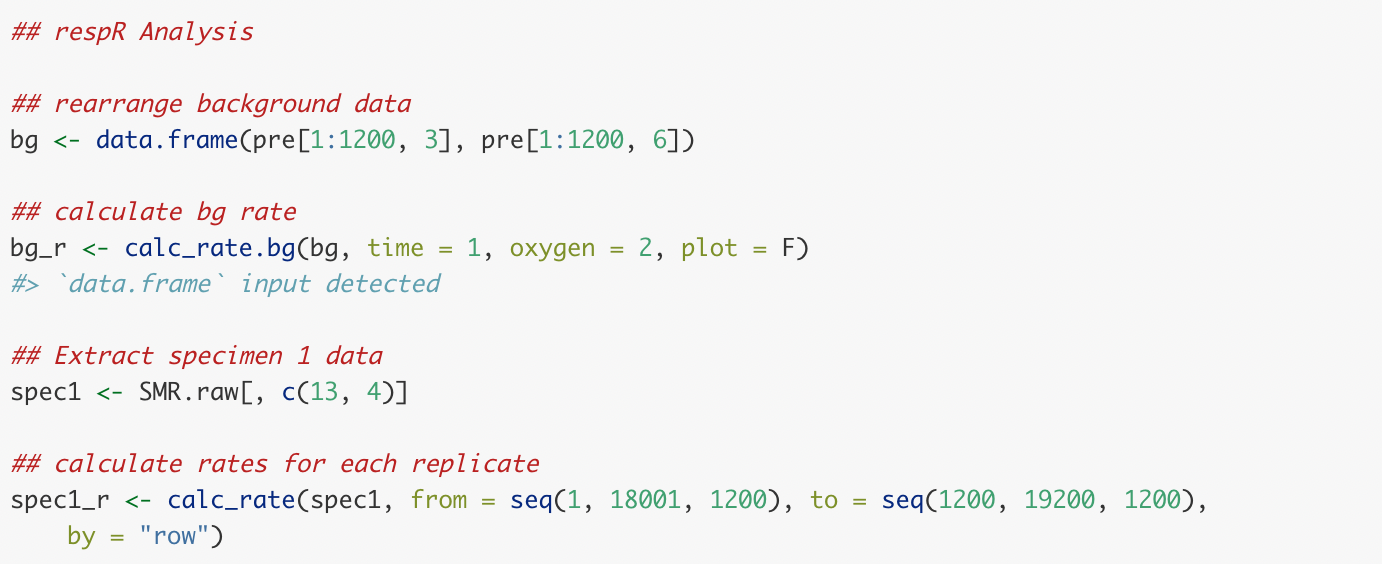 ## respR Analysis
## rearrange background data
bg <- data.frame(pre[1:1200, 3], pre[1:1200, 6])
## calculate bg rate
bg_r <- calc_rate.bg(bg, time = 1, oxygen = 2, plot = F)
#> `data.frame` input detected
## Extract specimen 1 data
spec1 <- SMR.raw[, c(13, 4)]
## calculate rates for each replicate
spec1_r <- calc_rate(spec1, from = seq(1, 18001, 1200), to = seq(1200, 19200, 1200),
    by = "row")